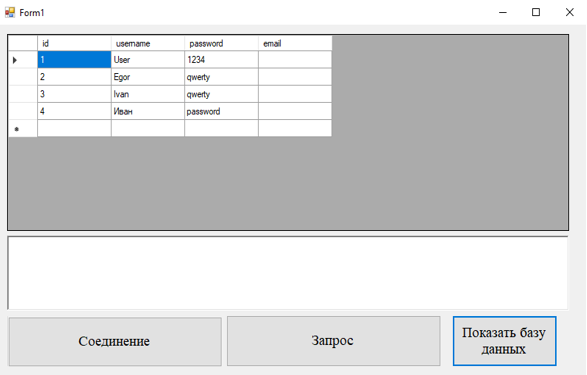 Form1
id username password email
1 User 1234
2 Egor qwerty
3 Ivan qwerty
4 Иван password
Соединение Запрос Показать базу
данных